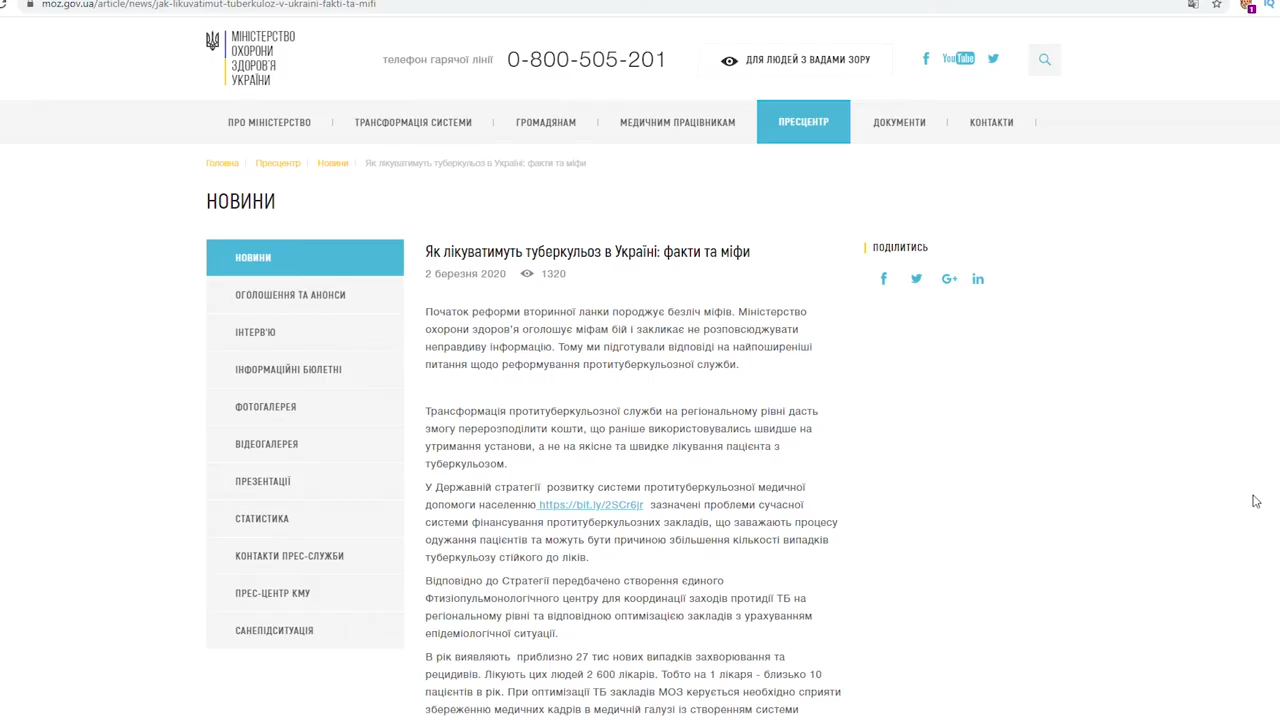 moz.gov.ua/article/news/jak-likuvatimut-tuberkuloz-v-ukraini-fakti-ta-mifi
1
МІНІСТЕРСТВО
ОХОРОНИ
ЗДОРОВ'Я
УКРАЇНИ
телефон гарячої лінії 0-800-505-201
ДЛЯ ЛЮДЕЙ З ВАДАМИ ЗОРУ
YouTube
ПРО МІНІСТЕРСТВО
ТРАНСФОРМАЦІЯ СИСТЕМИ
ГРОМАДЯНАМ
МЕДИЧНИМ ПРАЦІВНИКАМ
ПРЕСЦЕНТР
ДОКУМЕНТИ
КОНТАКТИ
Головна
Пресцентр
Новини
Як лікуватимуть туберкульоз в Україні: факти та міфи
НОВИНИ
НОВИНИ
ОГОЛОШЕННЯ ТА АНОНСИ
ІНТЕРВ'Ю
ІНФОРМАЦІЙНІ БЮЛЕТНІ
ФОТОГАЛЕРЕЯ
ВІДЕОГАЛЕРЕЯ
ПРЕЗЕНТАЦІЇ
СТАТИСТИКА
КОНТАКТИ ПРЕС-СЛУЖБИ
ПРЕС-ЦЕНТР КМУ
САНЕПІДСИТУАЦІЯ
Як лікуватимуть туберкульоз в Україні: факти та міфи
2 березня 2020 1320
Початок реформи вторинної ланки породжує безліч міфів. Міністерство
охорони здоров’я оголошує міфам бій і закликає не розповсюджувати
неправдиву інформацію. Тому ми підготували відповіді на найпоширеніші
питання щодо реформування протитуберкульозної служби.
Трансформація протитуберкульозної служби на регіональному рівні дасть
змогу перерозподілити кошти, що раніше використовувались швидше на
утримання установи, а не на якісне та швидке лікування пацієнта з
туберкульозом.
У Державній стратегії розвитку системи протитуберкульозної медичної
допомоги населенню https://bit.ly/2SCr6jr зазначені проблеми сучасної
системи фінансування протитуберкульозних закладів, що заважають процесу
одужання пацієнтів та можуть бути причиною збільшення кількості випадків
туберкульозу стійкого до ліків.
Відповідно до Стратегії передбачено створення єдиного
Фтизіопульмонологічного центру для координації заходів протидії ТБ на
регіональному рівні та відповідною оптимізацією закладів з урахуванням
епідеміологічної ситуації.
В рік виявляють приблизно 27 тис нових випадків захворювання та
рецидивів. Лікують цих людей 2 600 лікарів. Тобто на 1 лікаря - близько 10
пацієнтів в рік. При оптимізації ТБ закладів МОЗ керується необхідно сприяти
збереженню медичних кадрів в медичній галузі із створенням системи
ПОДІЛИТИСЬ